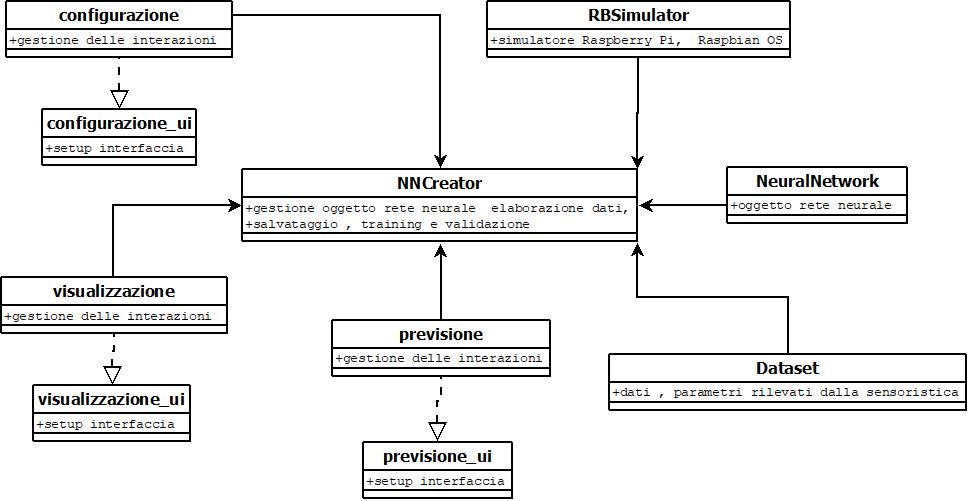 configurazione
+gestione delle interazioni
RBSimulator
+simulatore Raspberry Pi, Raspbian OS
configurazione_ui
+setup interfaccia
NNCreator
+gestione oggetto rete neurale elaborazione dati,
+salvataggio , training e validazione
NeuralNetwork
+oggetto rete neurale
visualizzazione
+gestione delle interazioni
previsione
+gestione delle interazioni
Dataset
+dati , parametri rilevati dalla sensoristica
visualizzazione_ui
+setup interfaccia
previsione_ui
+setup interfaccia